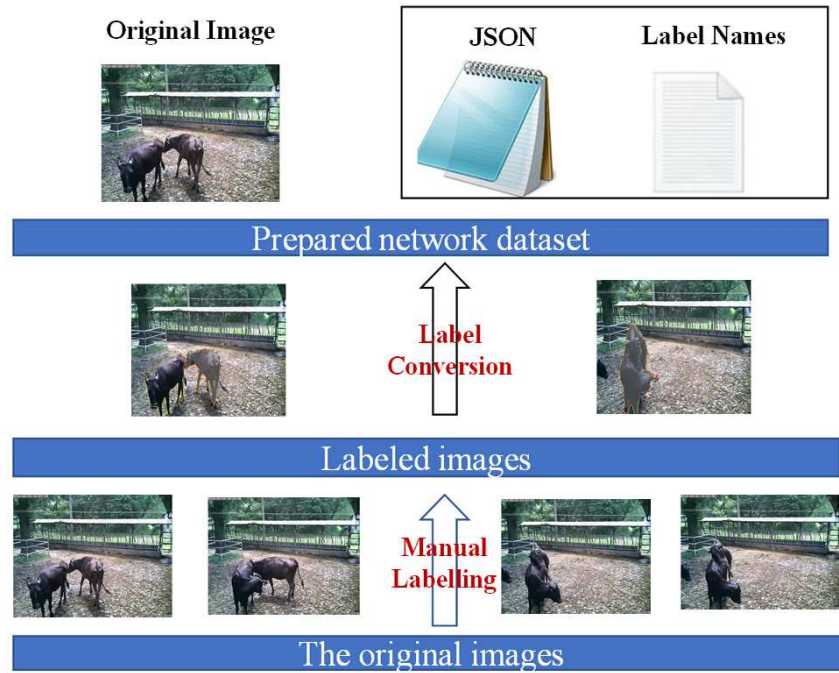 Original Image
JSON
Label Names
Prepared network dataset
Label
Conversion
Labeled images
Manual
Labelling
The original images